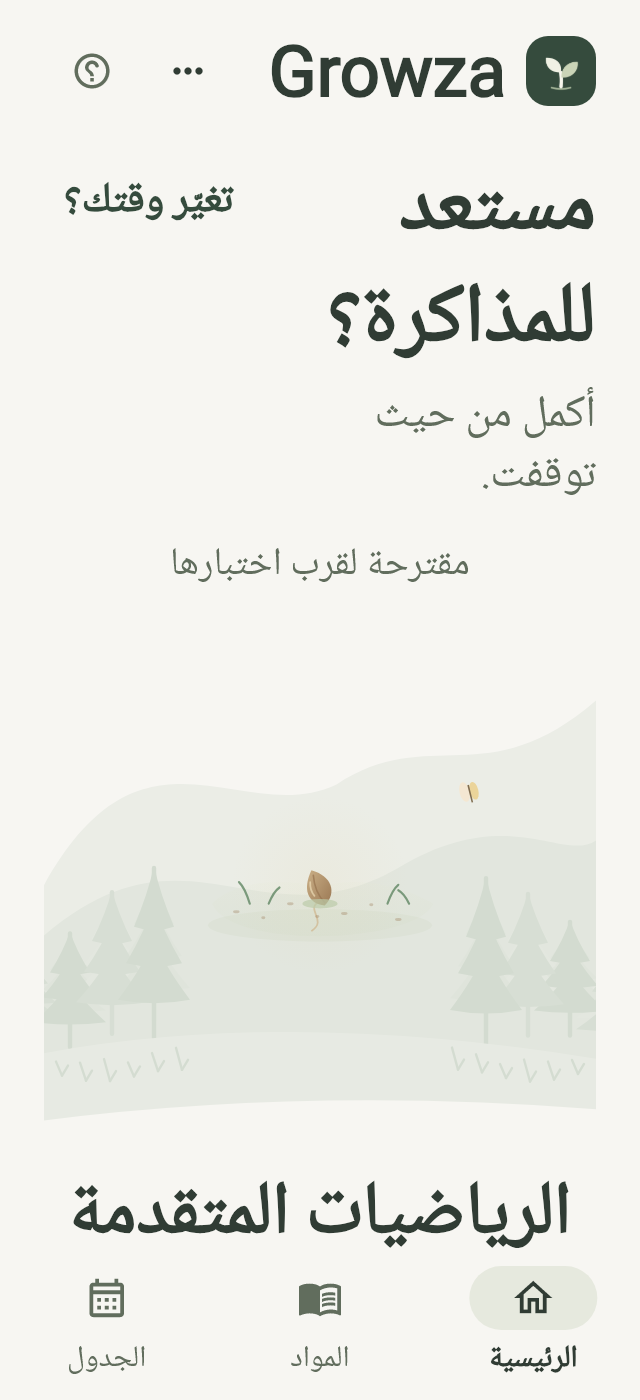 Growza
مستعد
للمذاكرة؟
تغيّر وقتك؟
أكمل من حيث
توقفت.
مقترحة لقرب اختبارها
الرياضيات المتقدمة
الرئيسية
المواد
الجدول